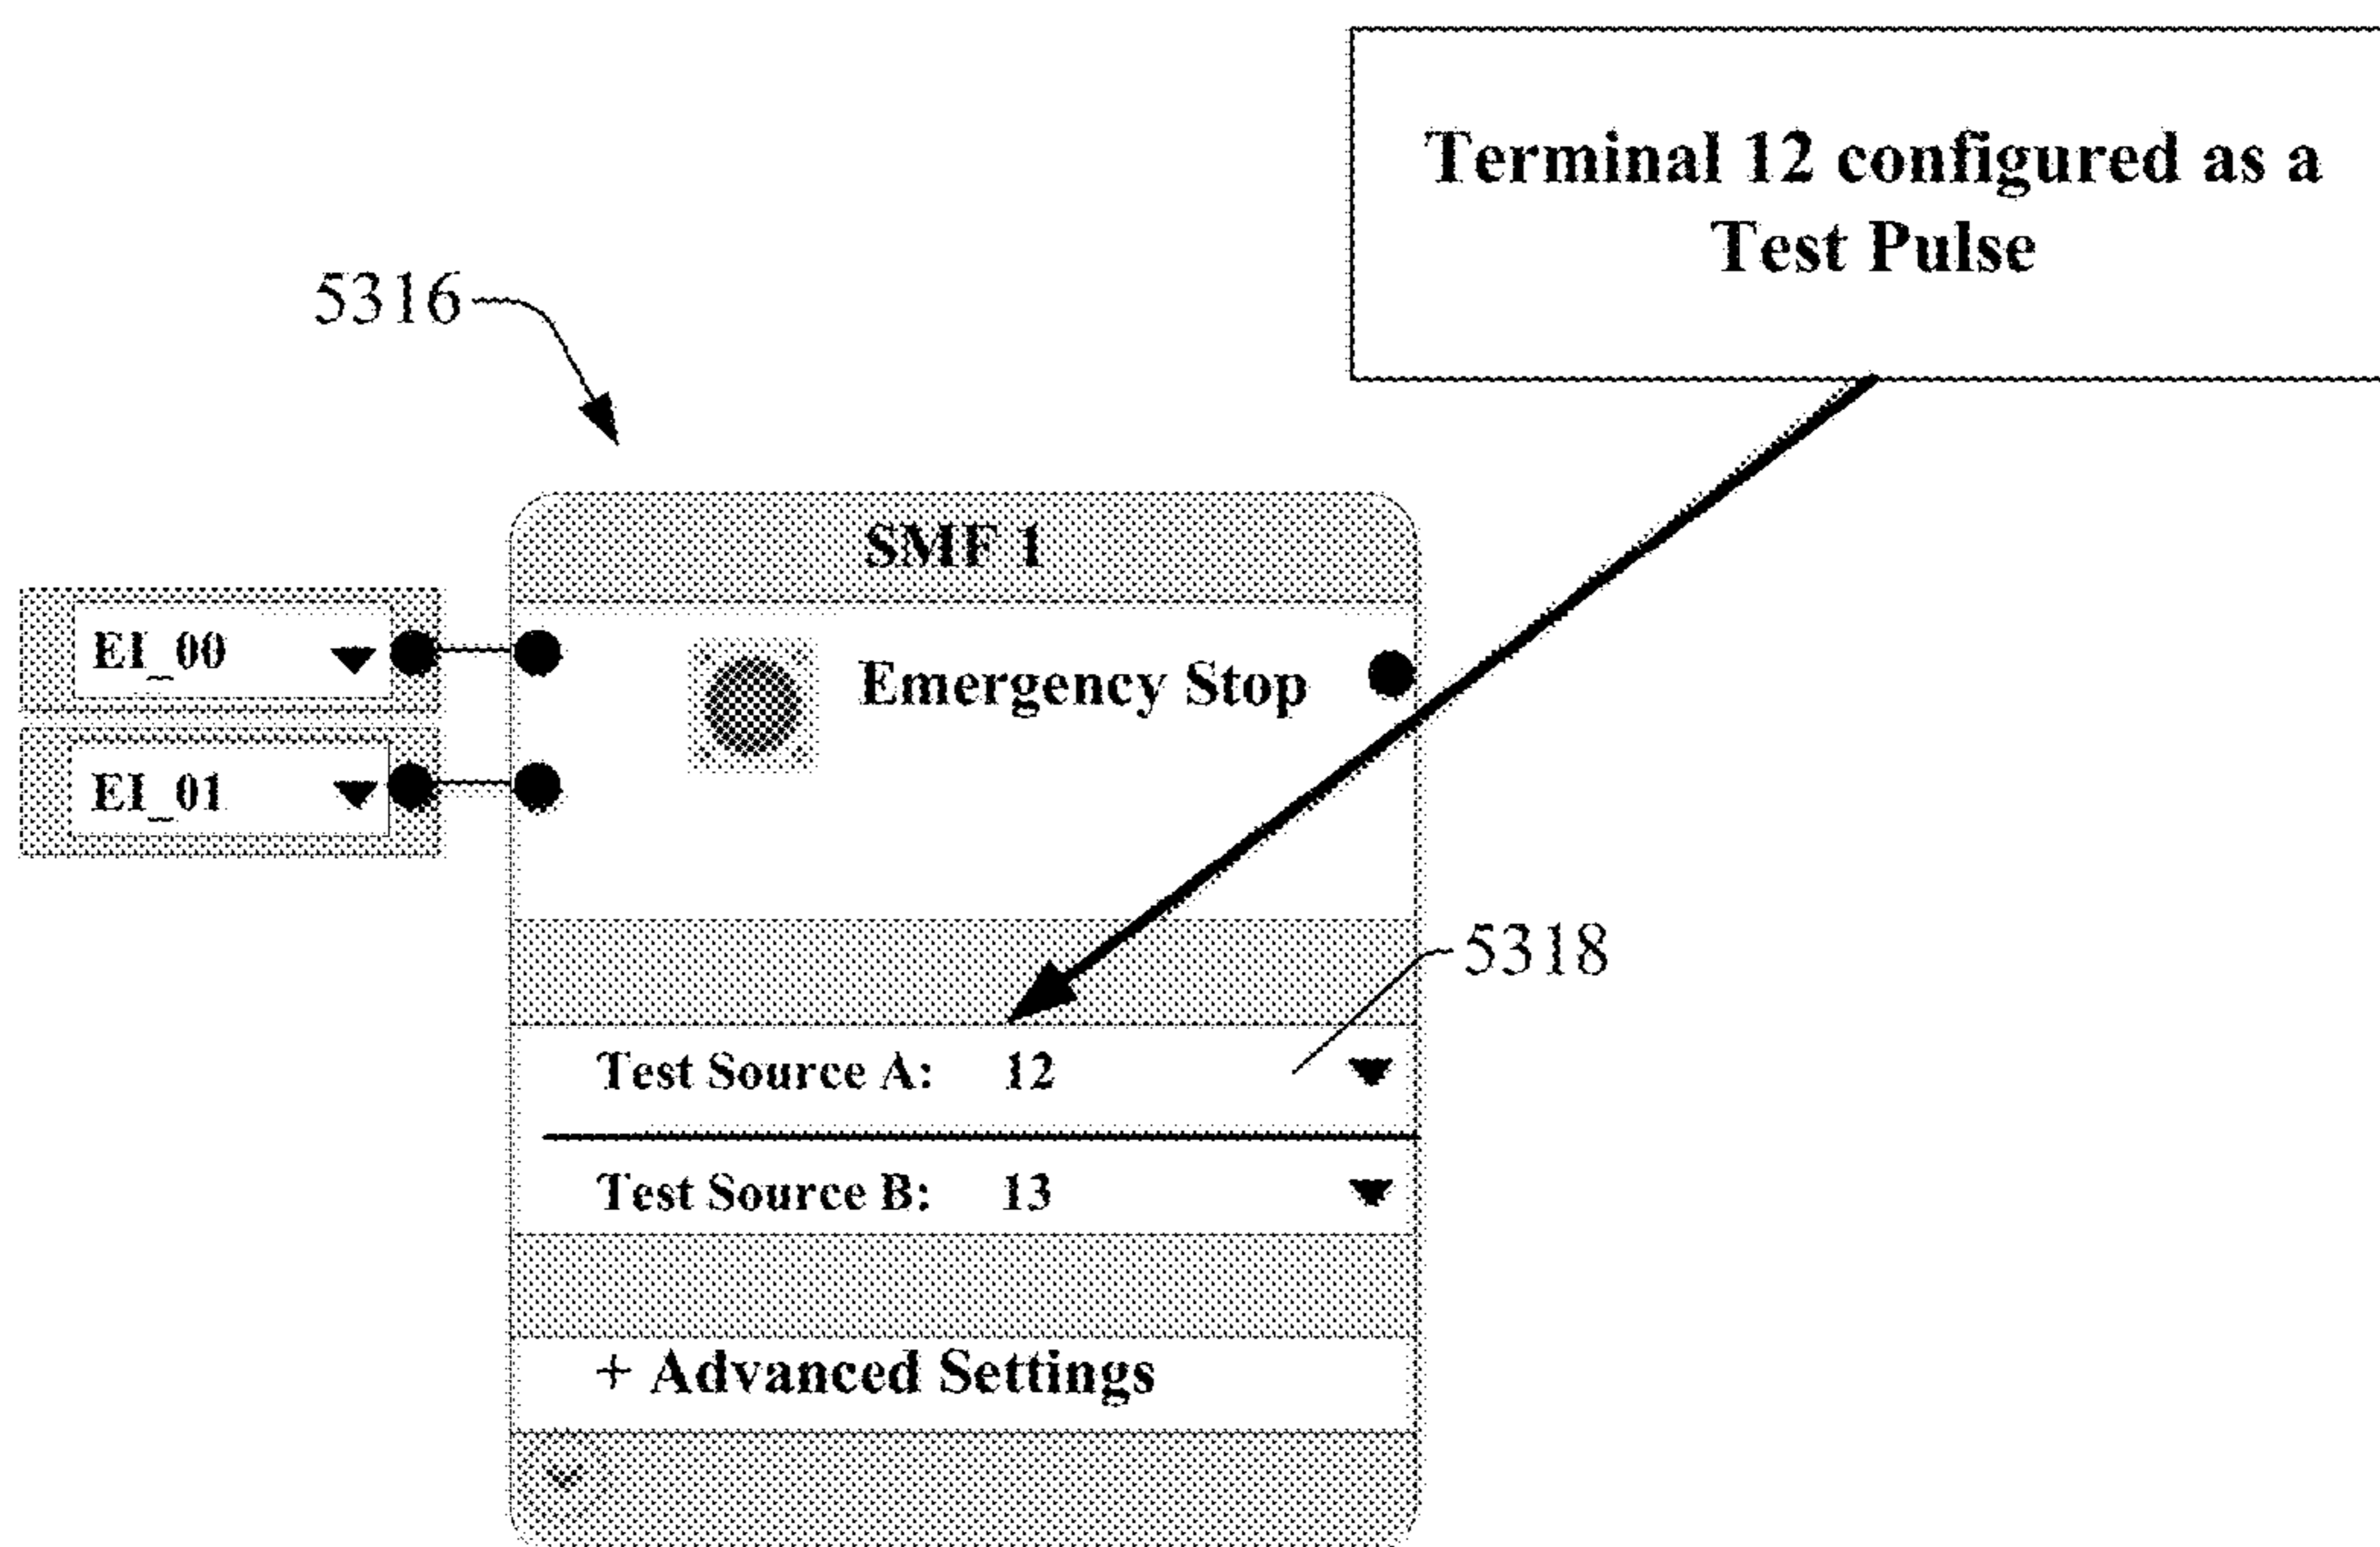 Terminal 12 configured as a
Test Pulse
5316
SMF 1
EI_00
Emergency Stop
EI_01
5318
Test Source A: 12
Test Source B: 13
+ Advanced Settings